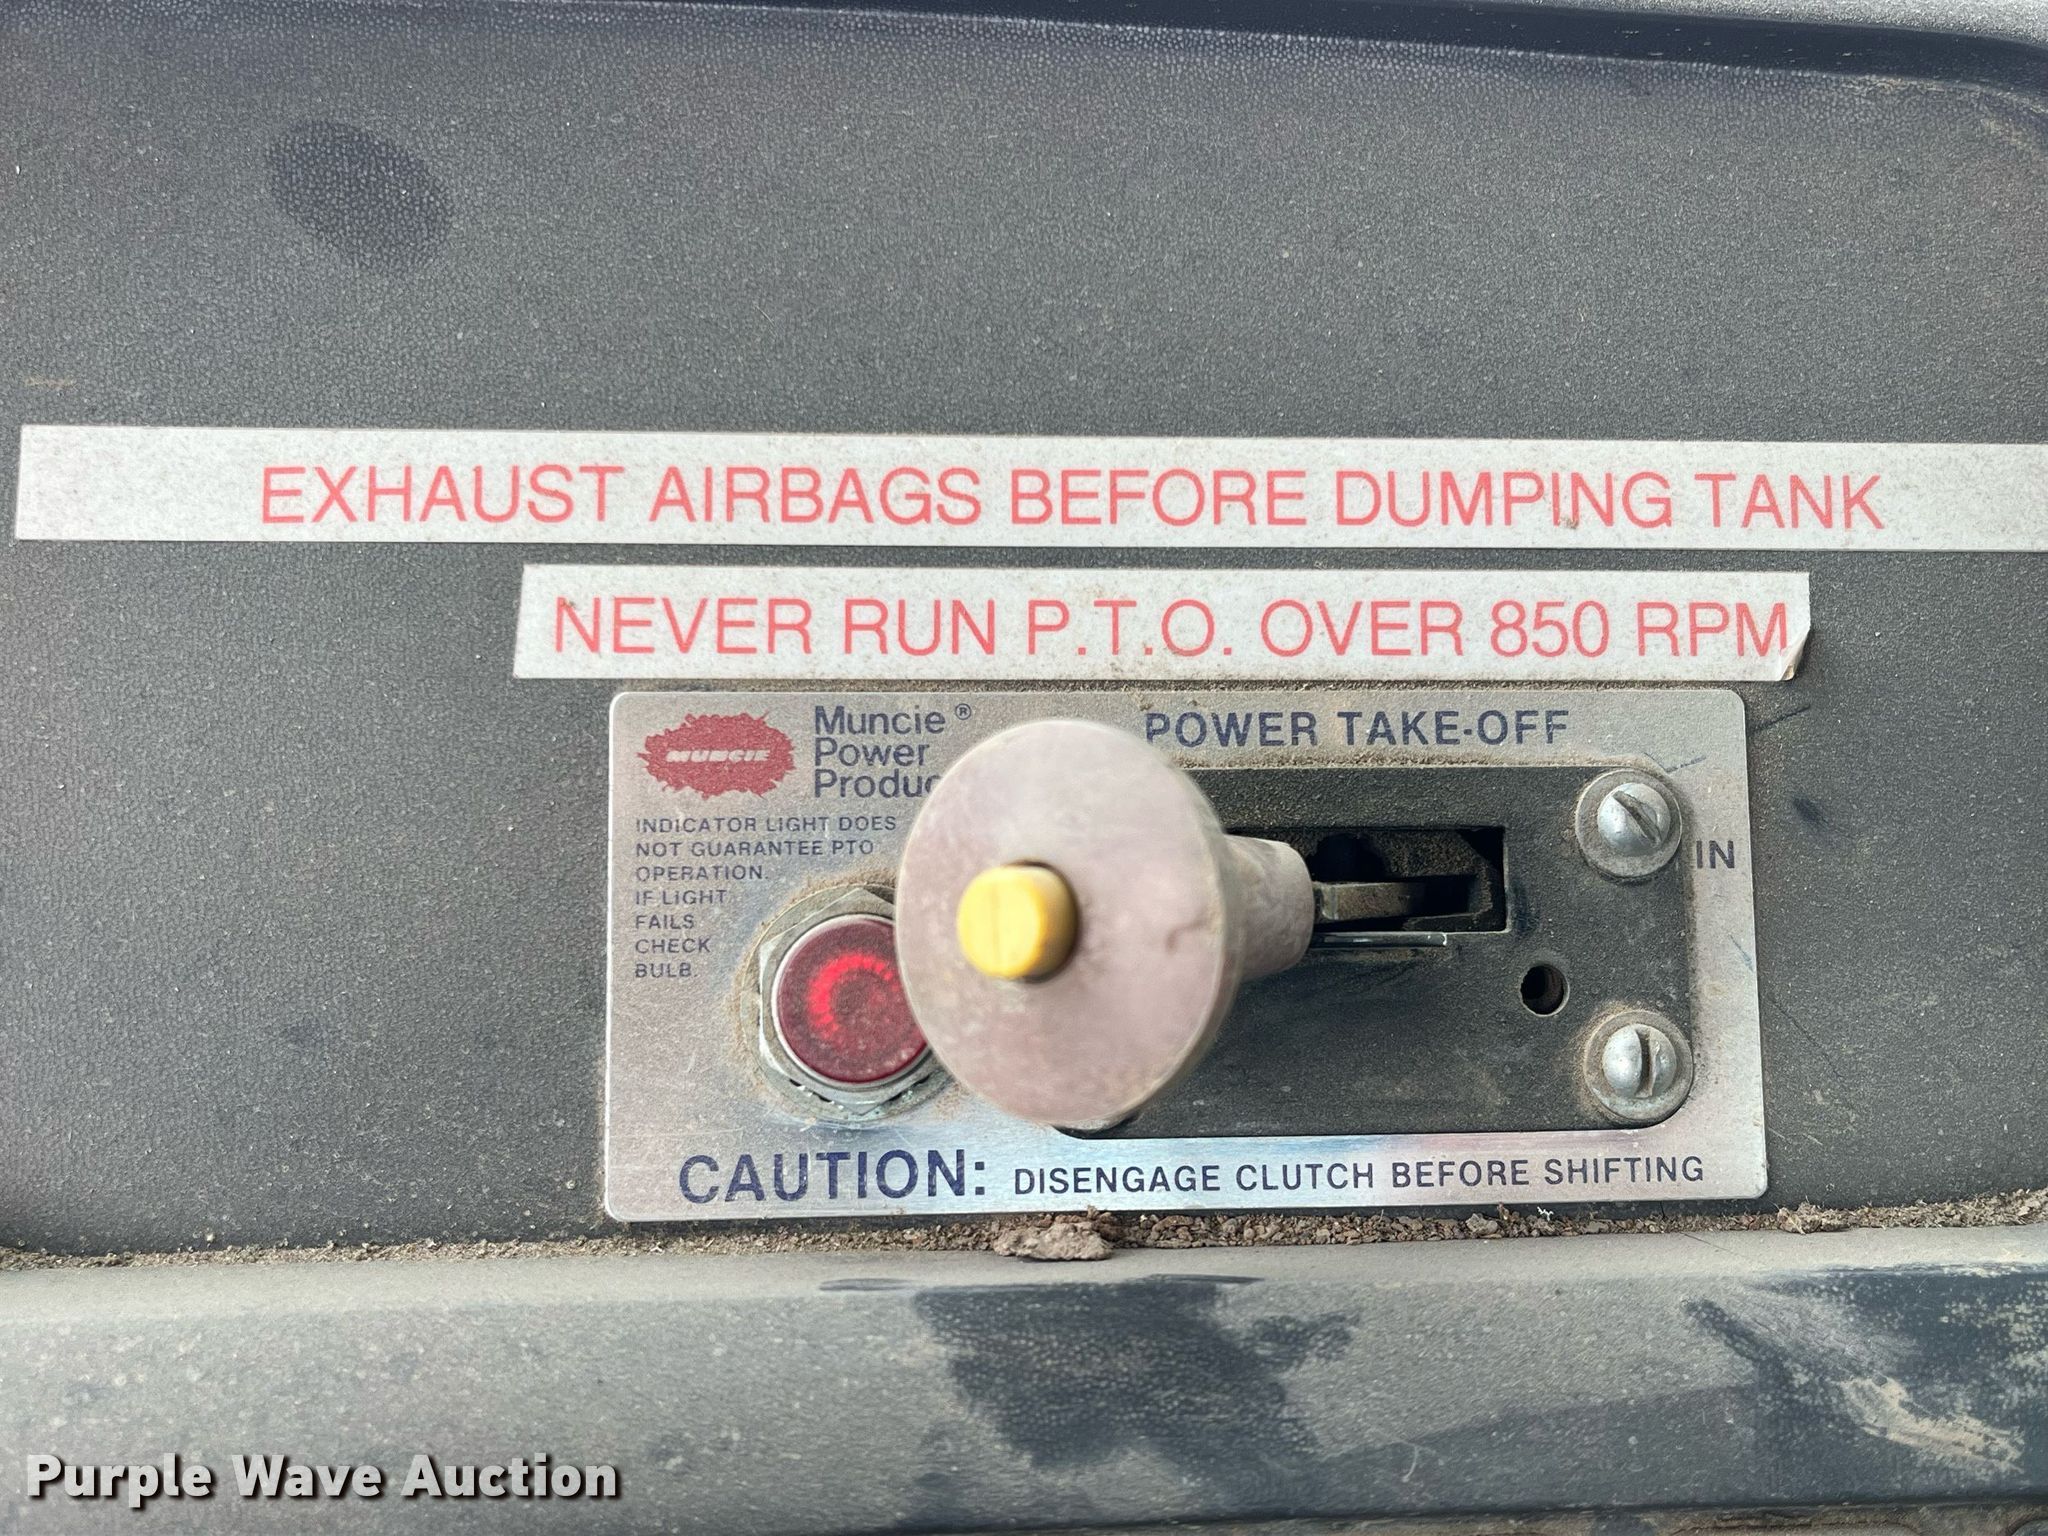 EXHAUST AIRBAGS BEFORE DUMPING TANK
NEVER RUN P.T.O. OVER 850 RPM
MUNCIE
Muncie®
Power
POWER TAKE-OFF
INDICATOR LIGHT DOES
NOT GUARANTEE PTO
OPERATION.
IF LIGHT
FAILS
CHECK
BULB.
IN
CAUTION: DISENGAGE CLUTCH BEFORE SHIFTING
Purple Wave Auction